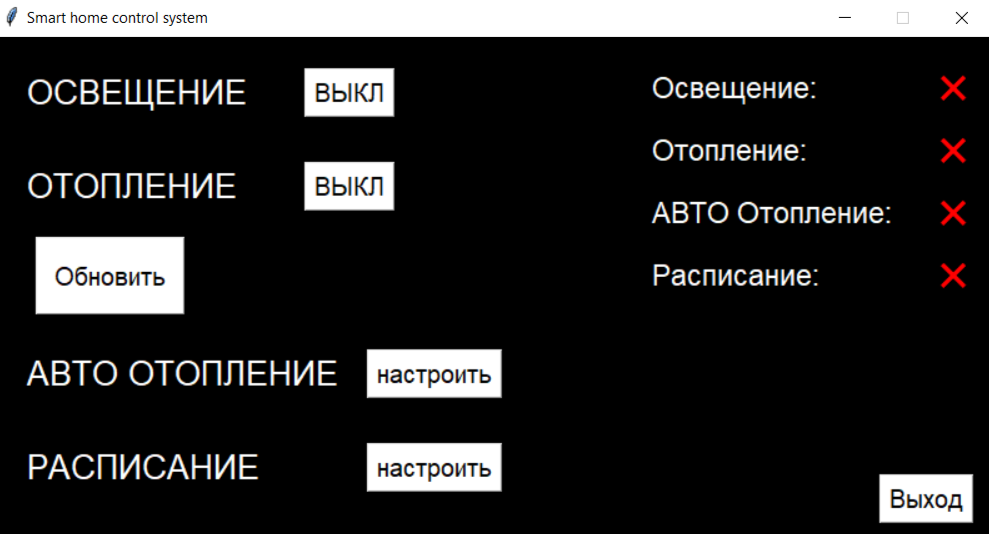 Smart home control system
ОСВЕЩЕНИЕ ВЫКЛ
Освещение:
ОТОПЛЕНИЕ ВЫКЛ
Отопление:
АВТО Отопление:
Обновить
Расписание:
АВТО ОТОПЛЕНИЕ настроить
РАСПИСАНИЕ настроить
Выход